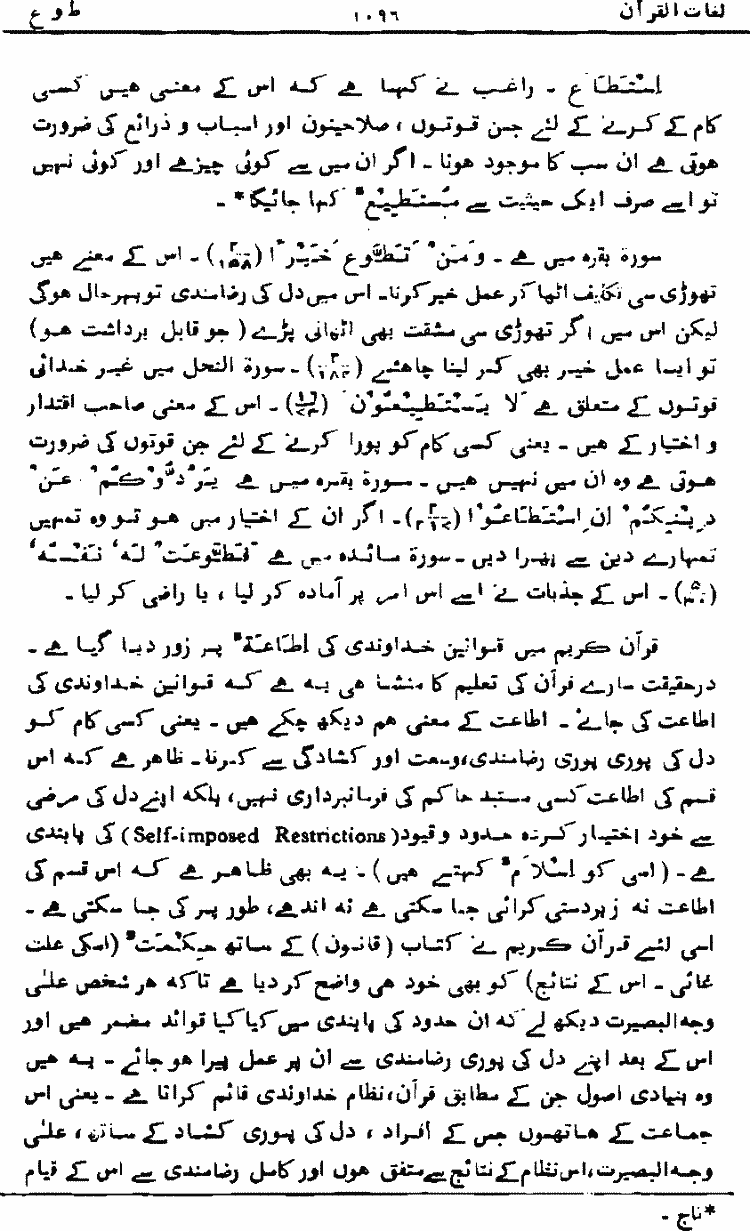 لغات القرآن ۱۰۹۶ ط و ع
اِسْتَطَاعَ ۔ راغب نے کہا ہے کہ اس کے معنی ہیں کسی
کام کے کرنے کے لئے جن قوتوں ، صلاحیتوں اور اسباب و ذرائع کی ضرورت
ہوتی ہے ان سب کا موجود ہونا ۔ اگر ان میں سے کوئی چیز ہے اور کوئی نہیں
تو اسے صرف ایک حیثیت سے مُسْتَطِیْعٌ کہا جائیگا* ۔
سورۃ بقرہ میں ہے ۔ وَمَنْ تَطَوَّعَ خَیْرًا (۲/۱۵۸) ۔ اس کے معنے ہیں
تھوڑی سی تکلیف اٹھا کر عمل خیر کرنا۔ اس میں دل کی رضامندی تو بہرحال ہوگی
لیکن اس میں اگر تھوڑی سی مشقت بھی اٹھانی پڑے (جو قابل برداشت ہو)
تو ایسا عمل خیر بھی کر لینا چاہئے (۲/۱۸۴) ۔ سورۃ النحل میں غیر خدائی
قوتوں کے متعلق ہے لَا یَسْتَطِیْعُوْنَ (۱۶/۷۳) ۔ اس کے معنی صاحب اقتدار
و اختیار کے ہیں ۔ یعنی کسی کام کو پورا کرنے کے لئے جن قوتوں کی ضرورت
ہوتی ہے وہ ان میں نہیں ہیں ۔ سورۃ بقرہ میں ہے یَرُدُّوْکُمْ عَنْ
دِیْنِکُمْ اِنِ اسْتَطَاعُوْا (۲/۲۱۷)۔ اگر ان کے اختیار میں ہو تو وہ تمہیں
تمہارے دین سے پھرا دیں ۔ سورۃ مائدہ میں ہے فَطَوَّعَتْ لَہٗ نَفْسُہٗ
(۵/۳۰) ۔ اس کے جذبات نے اسے اس امر پر آمادہ کر لیا ، یا راضی کر لیا ۔
قرآن کریم میں قوانین خداوندی کی اِطَاعَۃٌ پر زور دیا گیا ہے ۔
درحقیقت سارے قرآن کی تعلیم کا منشا ھی یہ ہے کہ قوانین خداوندی کی
اطاعت کی جائے ۔ اطاعت کے معنی ہم دیکھ چکے ہیں ۔ یعنی کسی کام کو
دل کی پوری پوری رضامندی، وسعت اور کشادگی سے کرنا۔ ظاہر ہے کہ اس
قسم کی اطاعت کسی مستبد حاکم کی فرمانبرداری نہیں، بلکہ اپنے دل کی مرضی
سے خود اختیار کردہ حدود و قیود (Self-imposed Restrictions) کی پابندی
ہے ۔ (اسی کو اِسْلَامٌ کہتے ہیں) ۔ یہ بھی ظاہر ہے کہ اس قسم کی
اطاعت نہ زبردستی کرائی جا سکتی ہے نہ اندھے، طور پر کی جا سکتی ہے ۔
اسی لئے قرآن کریم نے کتاب (قانون) کے ساتھ حِکْمَتٌ (اسکی علت
غائی ۔ اس کے نتائج) کو بھی خود ھی واضح کر دیا ہے تاکہ ھر شخص علیٰ
وجہ البصیرت دیکھ لے کہ ان حدود کی پابندی میں کیا کیا فوائد مضمر ہیں اور
اس کے بعد اپنے دل کی پوری رضامندی سے ان پر عمل پیرا ہو جائے ۔ یہ ہیں
وہ بنیادی اصول جن کے مطابق قرآن، نظام خداوندی قائم کراتا ہے ۔ یعنی اس
جماعت کے ہاتھوں جس کے افراد ، دل کی پوری کشاد کے ساتھ ، علیٰ
وجہ البصیرت، اس نظام کے نتائج سے متفق ہوں اور کامل رضامندی سے اس کے قیام
*تاج ۔